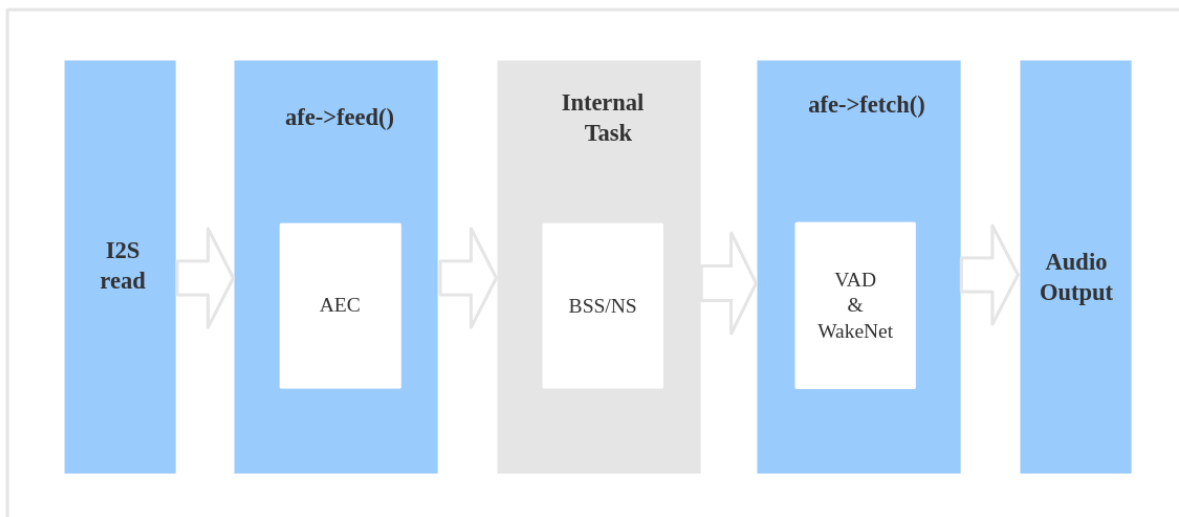 I2S
read
afe->feed()
AEC
Internal
Task
BSS/NS
afe->fetch()
VAD
&
WakeNet
Audio
Output